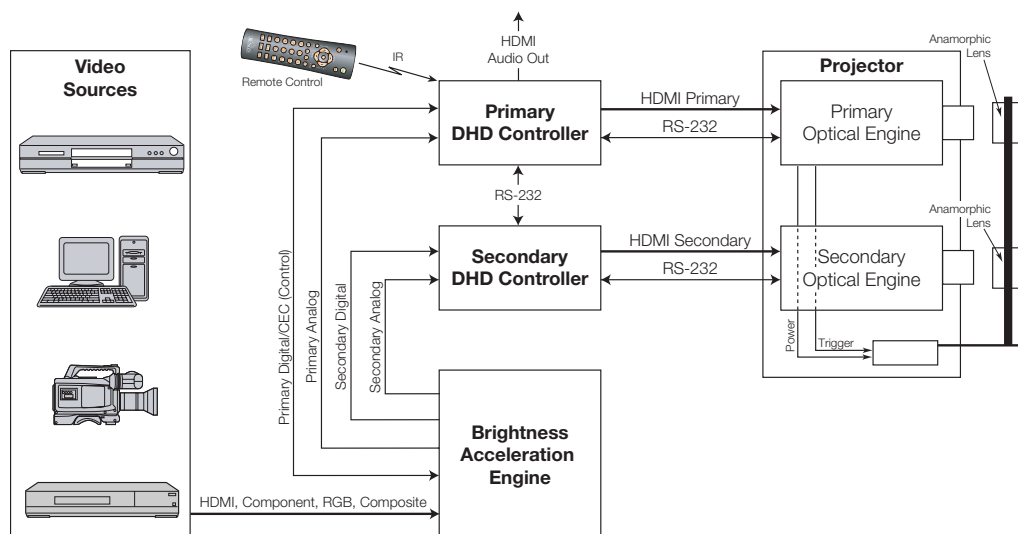 Video
Sources
Remote Control
IR
HDMI
Audio Out
Primary
DHD Controller
HDMI Primary
RS-232
Projector
Primary
Optical Engine
Anamorphic
Lens
RS-232
Secondary
DHD Controller
HDMI Secondary
RS-232
Secondary
Optical Engine
Anamorphic
Lens
Primary Digital/CEC (Control)
Primary Analog
Secondary Digital
Secondary Analog
Power
Trigger
Brightness
Acceleration
Engine
HDMI, Component, RGB, Composite